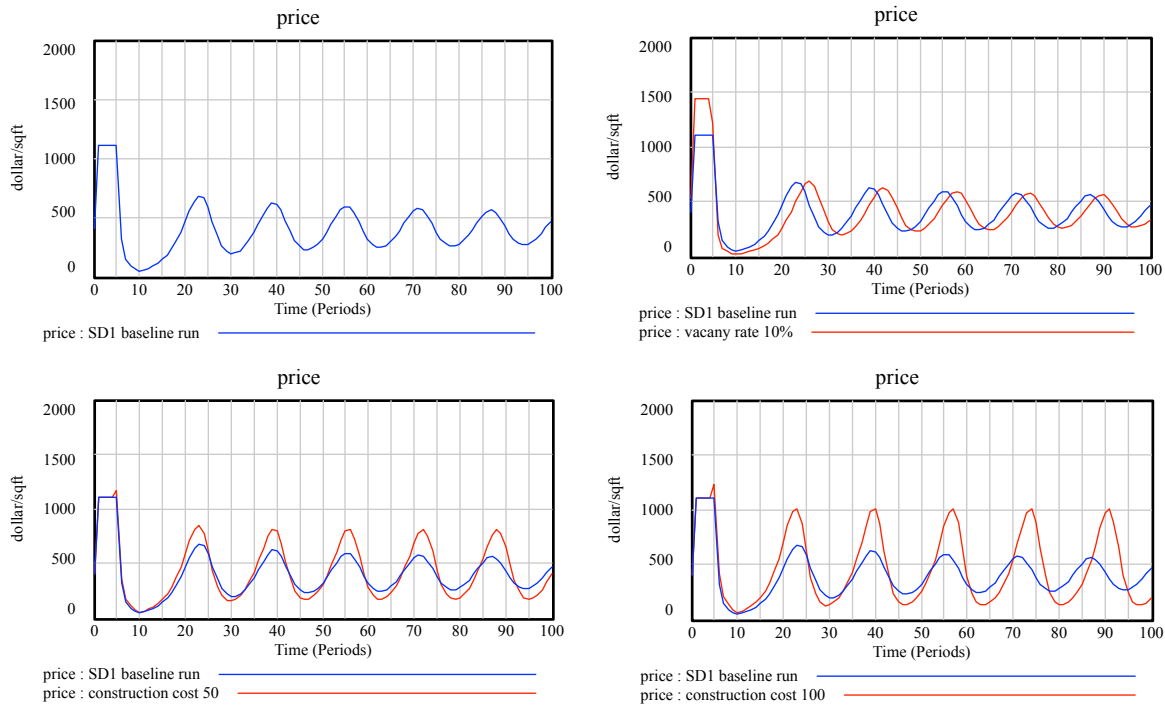 price
2000
1500
1000
500
0
dollar/sqft
0 10 20 30 40 50 60 70 80 90 100
Time (Periods)
price : SD1 baseline run
price
2000
1500
1000
500
0
dollar/sqft
0 10 20 30 40 50 60 70 80 90 100
Time (Periods)
price : SD1 baseline run
price : vacany rate 10%
price
2000
1500
1000
500
0
dollar/sqft
0 10 20 30 40 50 60 70 80 90 100
Time (Periods)
price : SD1 baseline run
price : construction cost 50
price
2000
1500
1000
500
0
dollar/sqft
0 10 20 30 40 50 60 70 80 90 100
Time (Periods)
price : SD1 baseline run
price : construction cost 100